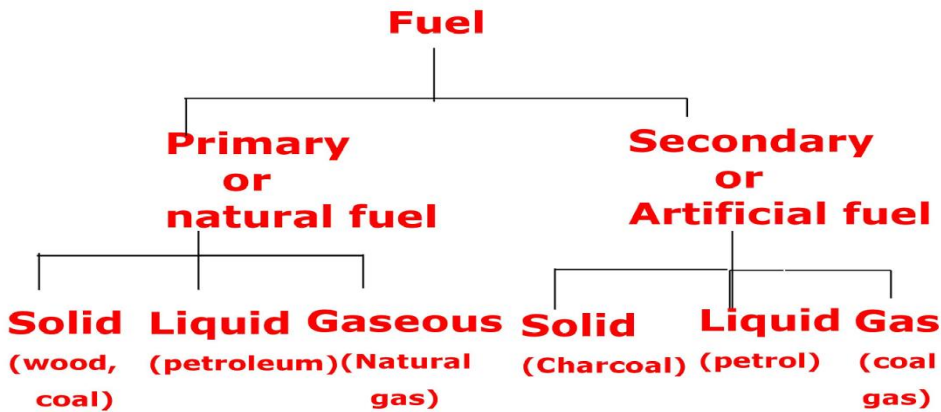 Fuel
Primary
or
natural fuel
Secondary
or
Artificial fuel
Solid
(wood,
coal)
Liquid
(petroleum)
Gaseous
(Natural
gas)
Solid
(Charcoal)
Liquid
(petrol)
Gas
(coal
gas)